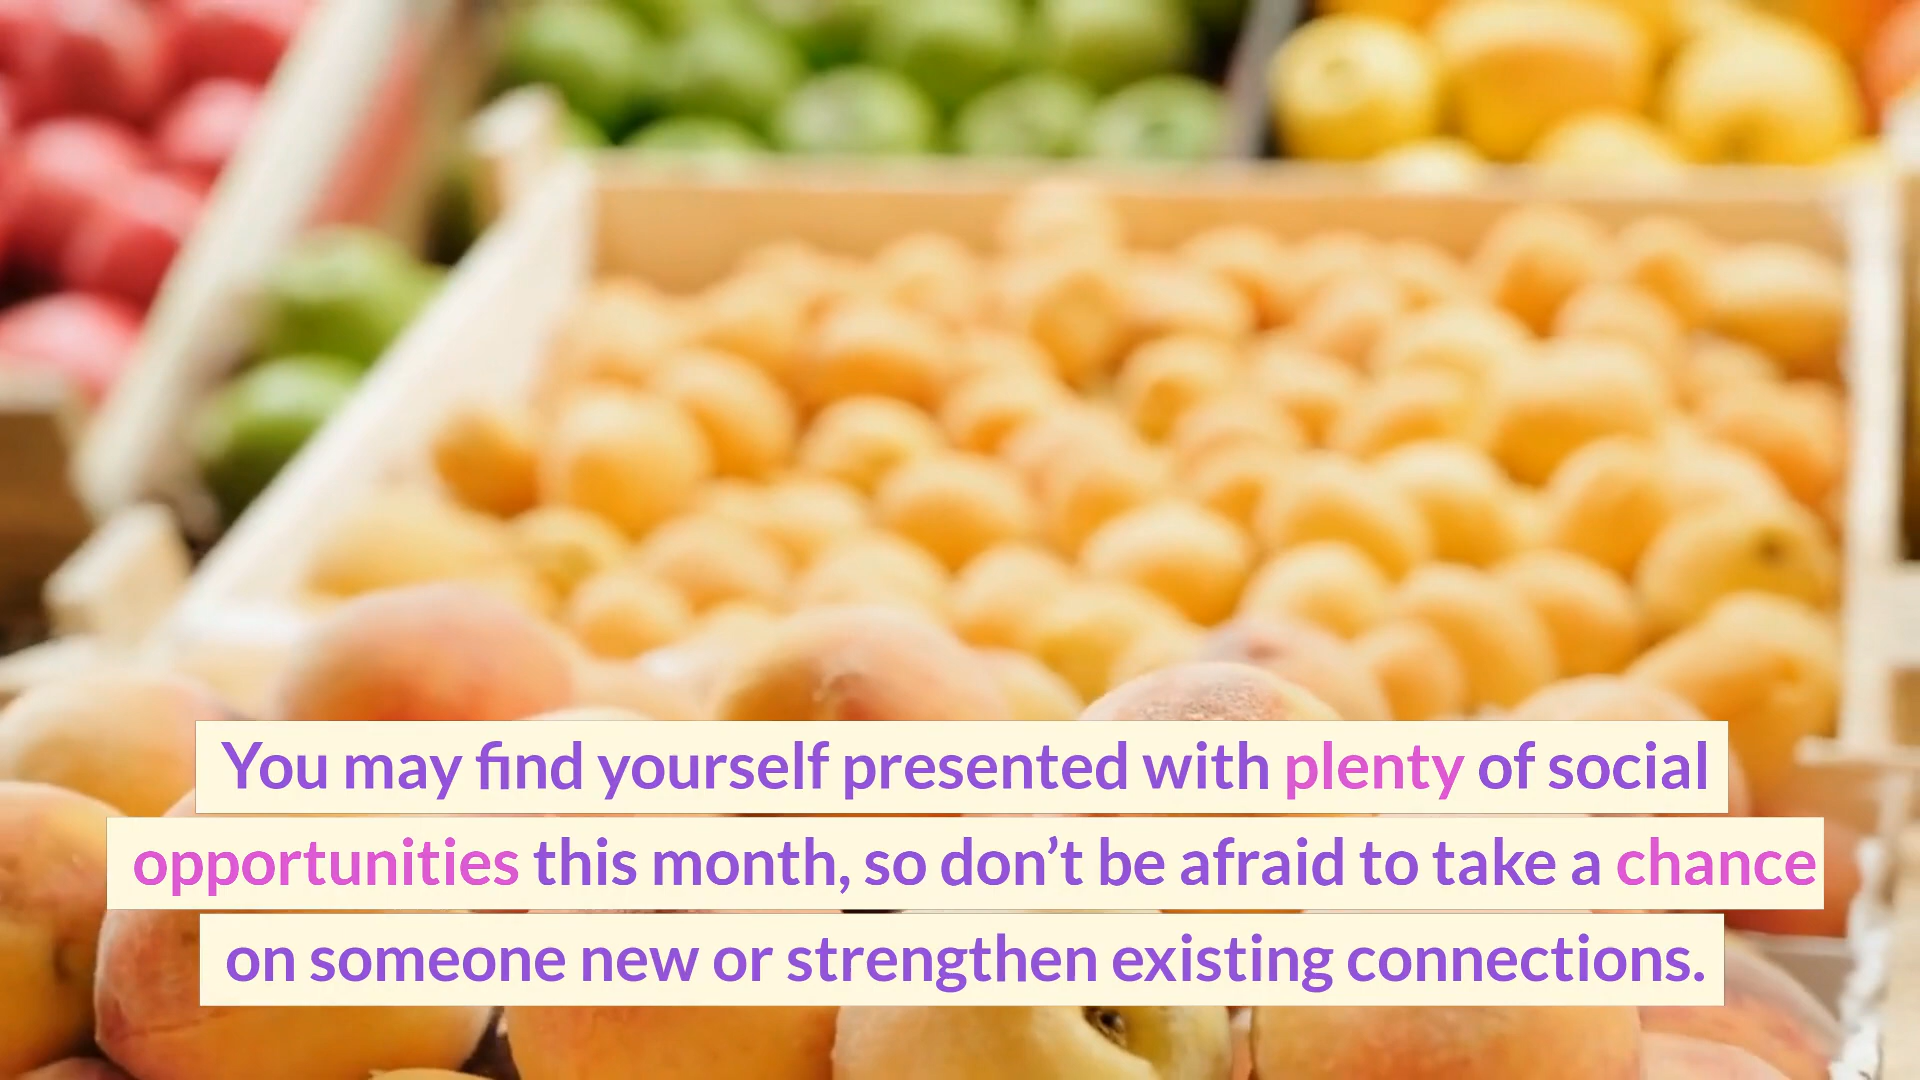 You may find yourself presented with plenty of social
opportunities this month, so don’t be afraid to take a chance
on someone new or strengthen existing connections.